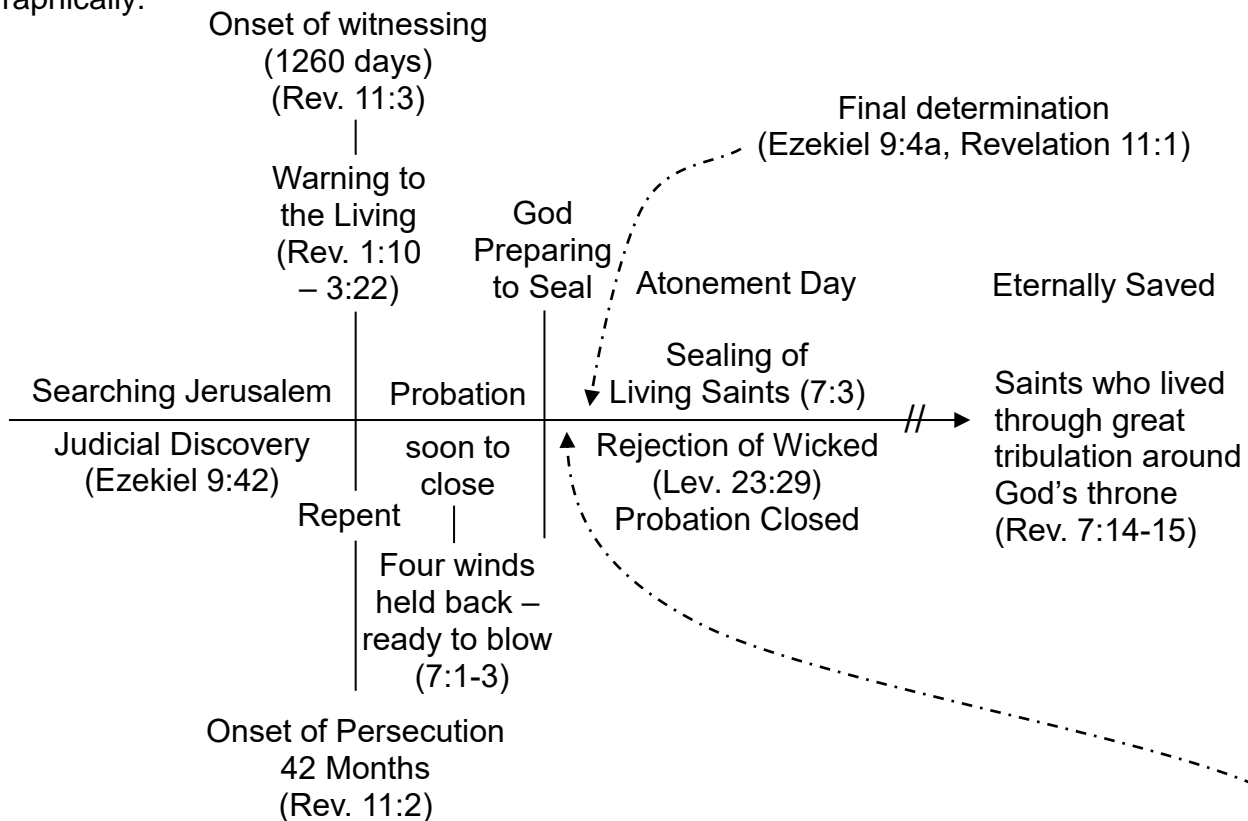 raphically:
Onset of witnessing
(1260 days)
(Rev. 11:3)
Final determination
(Ezekiel 9:4a, Revelation 11:1)
Warning to
the Living
(Rev. 1:10
– 3:22)
God
Preparing
to Seal
Atonement Day
Eternally Saved
Searching Jerusalem
Probation
Sealing of
Living Saints (7:3)
Saints who lived
through great
tribulation around
God’s throne
(Rev. 7:14-15)
//
Judicial Discovery
(Ezekiel 9:42)
Repent
soon to
close
Rejection of Wicked
(Lev. 23:29)
Probation Closed
Four winds
held back –
ready to blow
(7:1-3)
Onset of Persecution
42 Months
(Rev. 11:2)